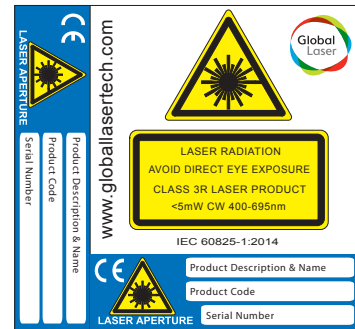 CE
LASER APERTURE
Serial Number
Product Code
Product Description & Name
www.globallasertech.com
Global
Laser
LASER RADIATION
AVOID DIRECT EYE EXPOSURE
CLASS 3R LASER PRODUCT
<5mW CW 400-695nm
IEC 60825-1:2014
CE
LASER APERTURE
Product Description & Name
Product Code
Serial Number